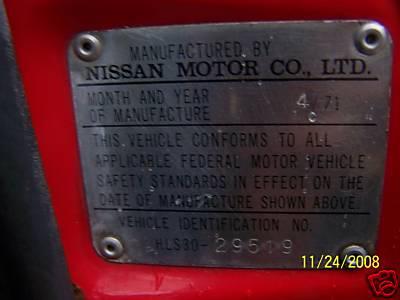 MANUFACTURED BY
NISSAN MOTOR CO., LTD.
MONTH AND YEAR 4/71
OF MANUFACTURE
THIS VEHICLE CONFORMS TO ALL
APPLICABLE FEDERAL MOTOR VEHICLE
SAFETY STANDARDS IN EFFECT ON THE
DATE OF MANUFACTURE SHOWN ABOVE.
VEHICLE IDENTIFICATION NO.
HLS30-29519
11/24/2008